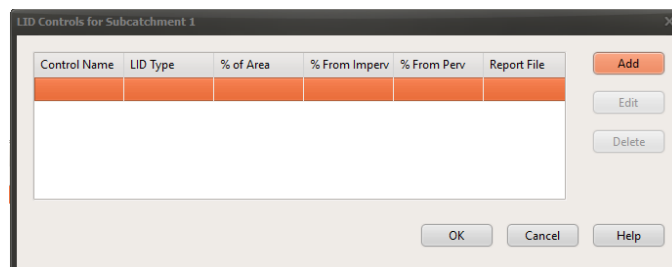 LID Controls for Subcatchment 1
Control Name LID Type % of Area % From Imperv % From Perv Report File
Add
Edit
Delete
OK Cancel Help